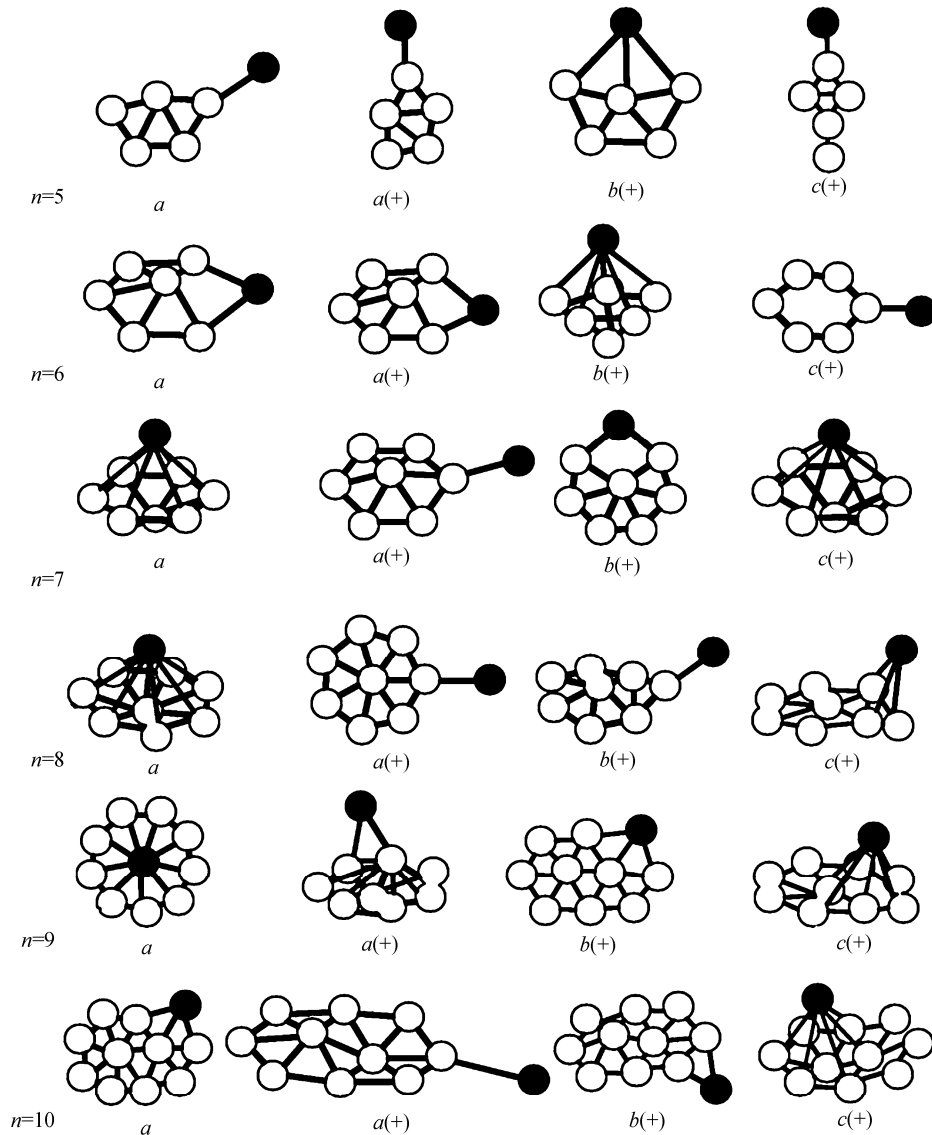 n=5 a a(+) b(+) c(+)
n=6 a a(+) b(+) c(+)
n=7 a a(+) b(+) c(+)
n=8 a a(+) b(+) c(+)
n=9 a a(+) b(+) c(+)
n=10 a a(+) b(+) c(+)